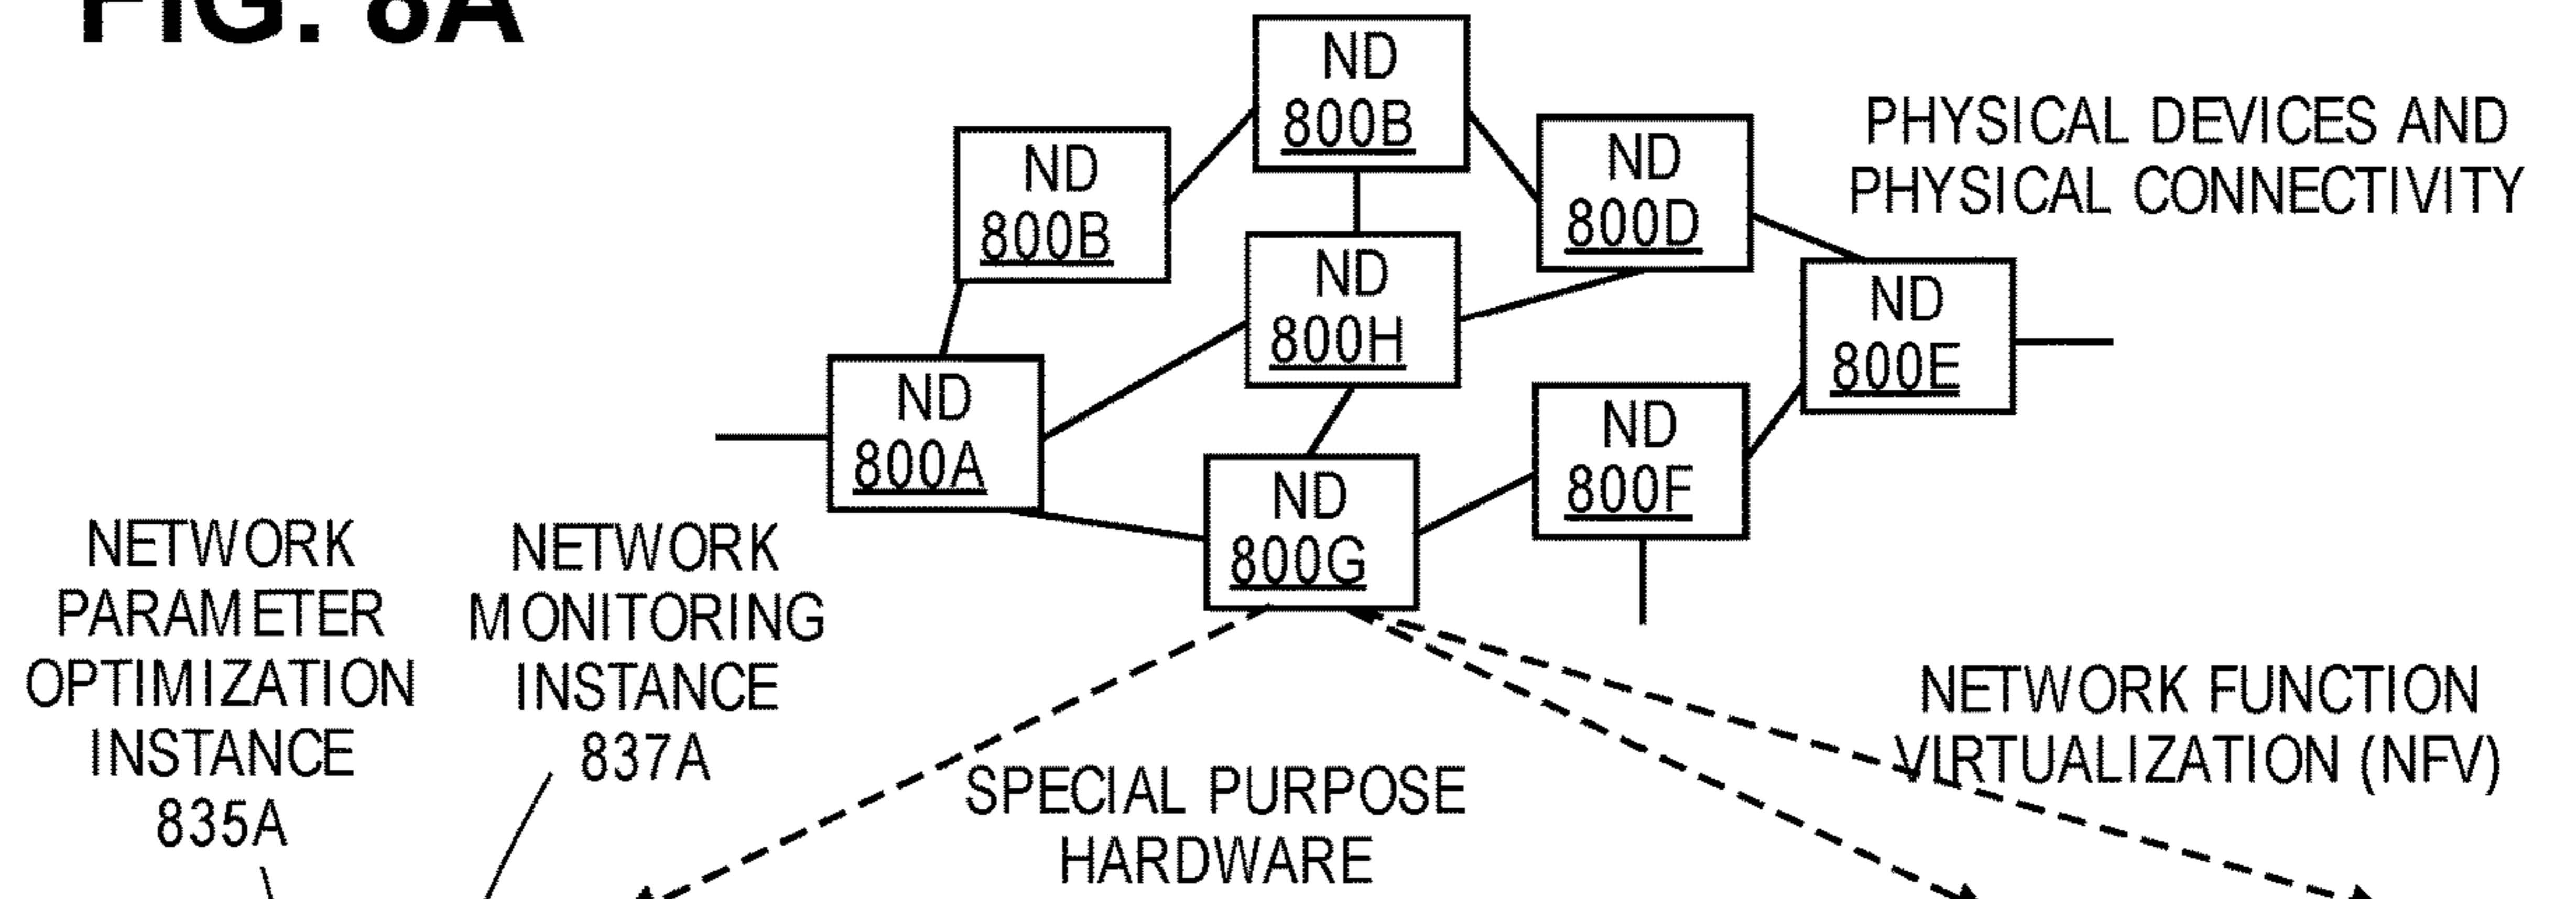 FIG. 8A
ND
800B
ND
800B
ND
800D
PHYSICAL DEVICES AND
PHYSICAL CONNECTIVITY
ND
800H
ND
800E
ND
800A
ND
800F
ND
800G
NETWORK
PARAMETER
OPTIMIZATION
INSTANCE
835A
NETWORK
MONITORING
INSTANCE
837A
SPECIAL PURPOSE
HARDWARE
NETWORK FUNCTION
VIRTUALIZATION (NFV)